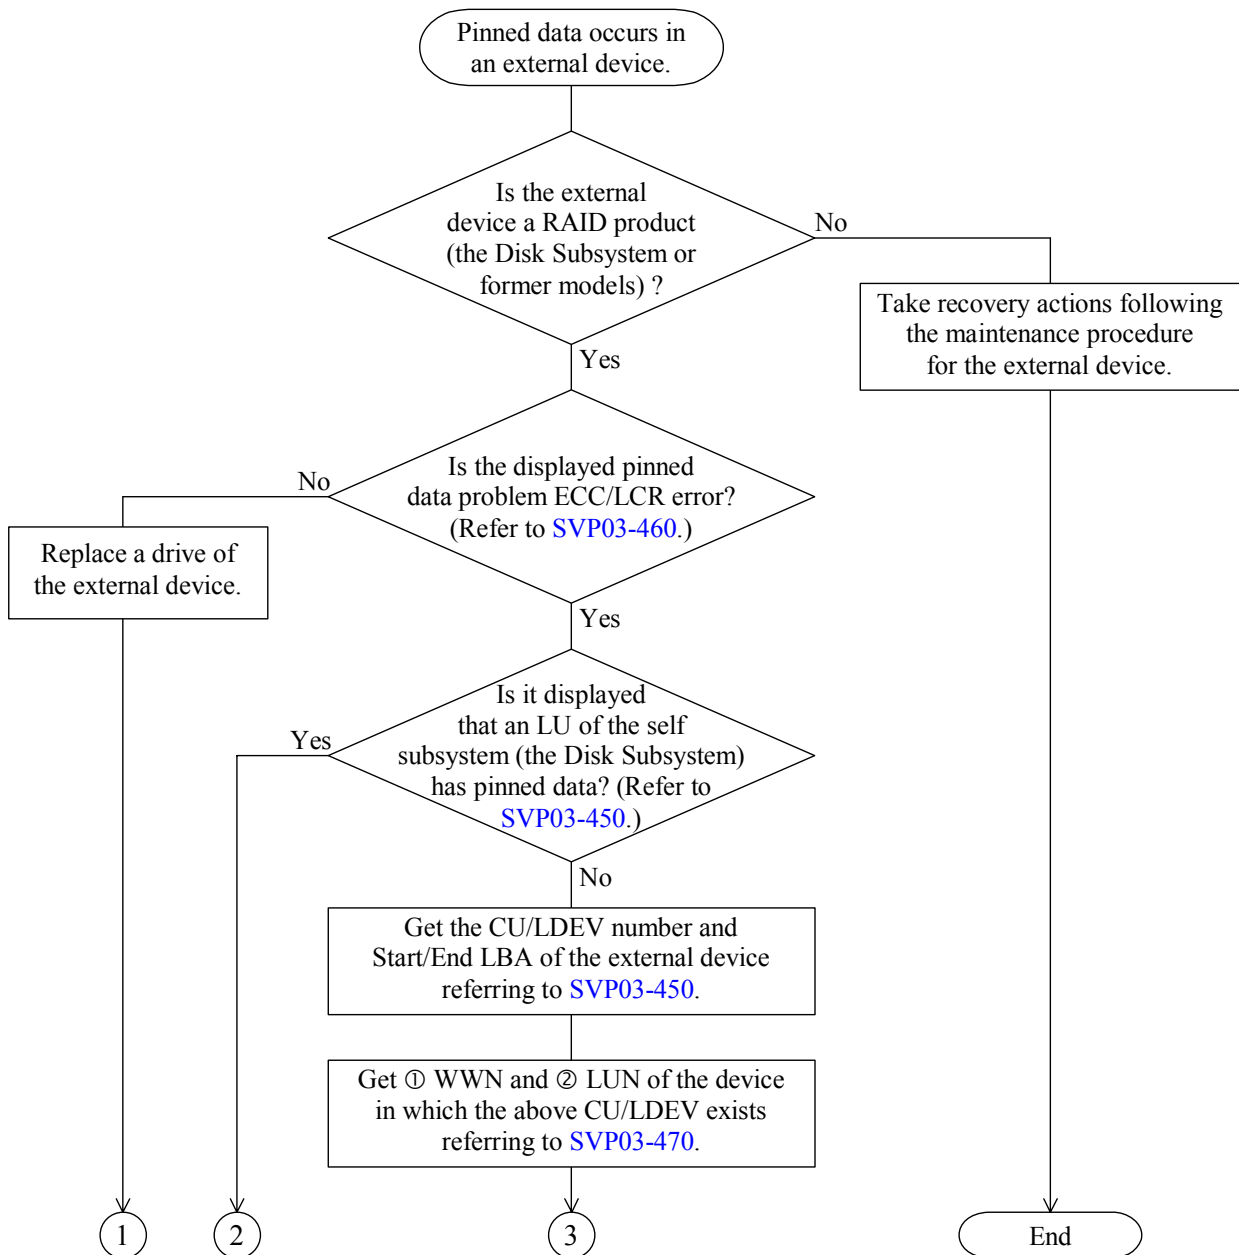 Pinned data occurs in
an external device.
Is the external
device a RAID product
(the Disk Subsystem or
former models) ?
No
Yes
Take recovery actions following
the maintenance procedure
for the external device.
Is the displayed pinned
data problem ECC/LCR error?
(Refer to SVP03-460.)
No
Yes
Replace a drive of
the external device.
Is it displayed
that an LU of the self
subsystem (the Disk Subsystem)
has pinned data? (Refer to
SVP03-450.)
Yes
No
Get the CU/LDEV number and
Start/End LBA of the external device
referring to SVP03-450.
Get ① WWN and ② LUN of the device
in which the above CU/LDEV exists
referring to SVP03-470.
1
2
3
End